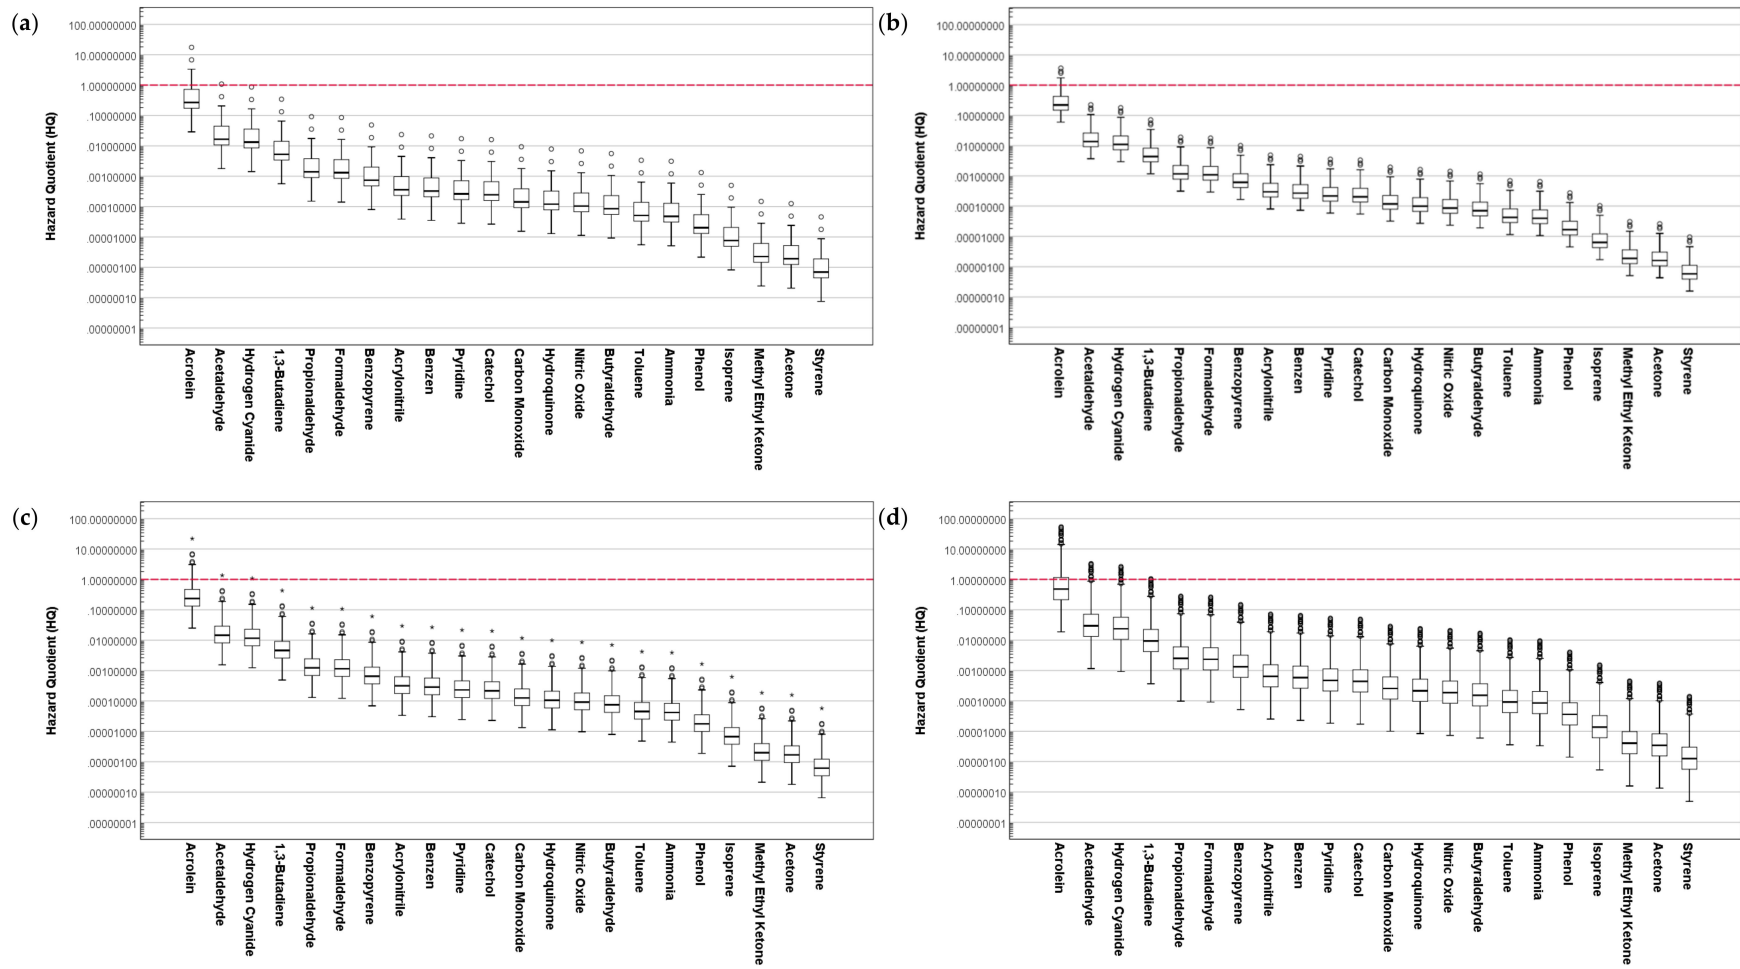 (a)
Hazard Quotient (HQ)
100.00000000
10.00000000
1.00000000
.10000000
.01000000
.00100000
.00010000
.00001000
.00000100
.00000010
.00000001
Acrolein
Acetaldehyde
Hydrogen Cyanide
1,3-Butadiene
Propionaldehyde
Formaldehyde
Benzopyrene
Acrylonitrile
Benzen
Pyridine
Catechol
Carbon Monoxide
Hydroquinone
Nitric Oxide
Butyraldehyde
Toluene
Ammonia
Phenol
Isoprene
Methyl Ethyl Ketone
Acetone
Styrene
(b)
Hazard Quotient (HQ)
100.00000000
10.00000000
1.00000000
.10000000
.01000000
.00100000
.00010000
.00001000
.00000100
.00000010
.00000001
Acrolein
Acetaldehyde
Hydrogen Cyanide
1,3-Butadiene
Propionaldehyde
Formaldehyde
Benzopyrene
Acrylonitrile
Benzen
Pyridine
Catechol
Carbon Monoxide
Hydroquinone
Nitric Oxide
Butyraldehyde
Toluene
Ammonia
Phenol
Isoprene
Methyl Ethyl Ketone
Acetone
Styrene
(c)
Hazard Quotient (HQ)
100.00000000
10.00000000
1.00000000
.10000000
.01000000
.00100000
.00010000
.00001000
.00000100
.00000010
.00000001
Acrolein
Acetaldehyde
Hydrogen Cyanide
1,3-Butadiene
Propionaldehyde
Formaldehyde
Benzopyrene
Acrylonitrile
Benzen
Pyridine
Catechol
Carbon Monoxide
Hydroquinone
Nitric Oxide
Butyraldehyde
Toluene
Ammonia
Phenol
Isoprene
Methyl Ethyl Ketone
Acetone
Styrene
(d)
Hazard Quotient (HQ)
100.00000000
10.00000000
1.00000000
.10000000
.01000000
.00100000
.00010000
.00001000
.00000100
.00000010
.00000001
Acrolein
Acetaldehyde
Hydrogen Cyanide
1,3-Butadiene
Propionaldehyde
Formaldehyde
Benzopyrene
Acrylonitrile
Benzen
Pyridine
Catechol
Carbon Monoxide
Hydroquinone
Nitric Oxide
Butyraldehyde
Toluene
Ammonia
Phenol
Isoprene
Methyl Ethyl Ketone
Acetone
Styrene